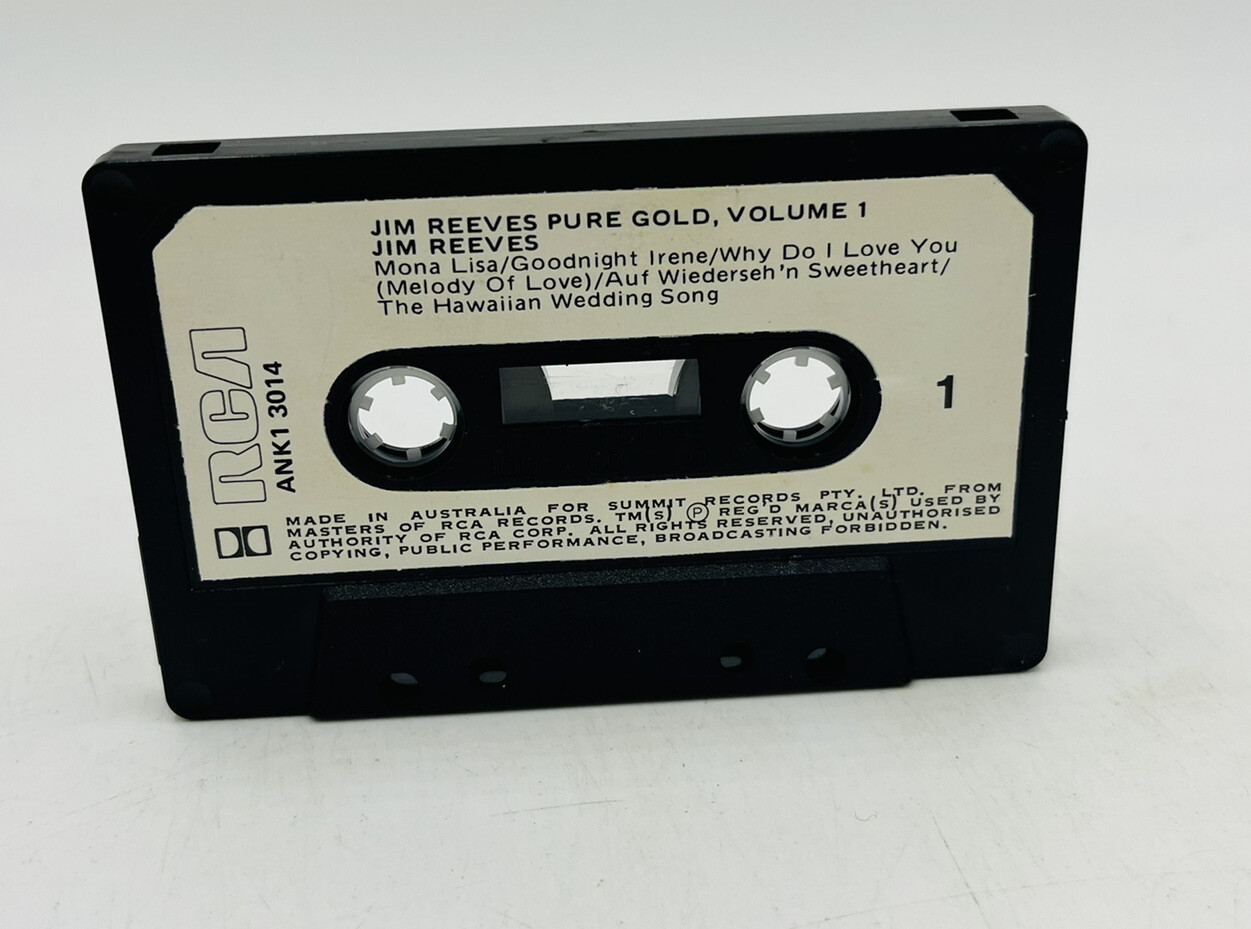 JIM REEVES PURE GOLD, VOLUME 1
JIM REEVES
Mona Lisa/Goodnight Irene/Why Do I Love You
(Melody Of Love)/Auf Wiederseh'n Sweetheart/
The Hawaiian Wedding Song
RCA
ANK1 3014
1
MADE IN AUSTRALIA FOR SUMMIT RECORDS PTY. LTD. FROM
MASTERS OF RCA RECORDS. TM(s) ℗ REG'D MARCA(s) USED BY
AUTHORITY OF RCA CORP. ALL RIGHTS RESERVED, UNAUTHORISED
COPYING, PUBLIC PERFORMANCE, BROADCASTING FORBIDDEN.